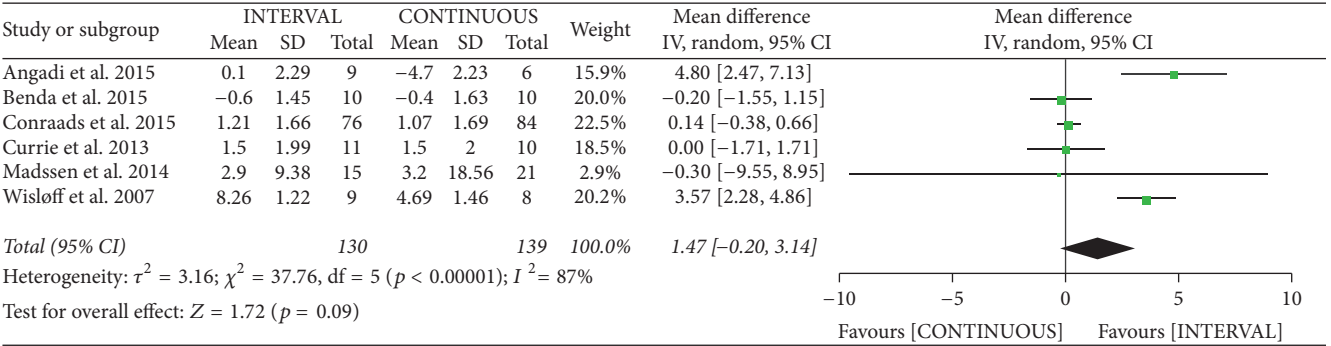 Study or subgroup INTERVAL CONTINUOUS Weight Mean difference Mean difference
Mean SD Total Mean SD Total IV, random, 95% CI IV, random, 95% CI
Angadi et al. 2015 0.1 2.29 9 −4.7 2.23 6 15.9% 4.80 [2.47, 7.13]
Benda et al. 2015 −0.6 1.45 10 −0.4 1.63 10 20.0% −0.20 [−1.55, 1.15]
Conraads et al. 2015 1.21 1.66 76 1.07 1.69 84 22.5% 0.14 [−0.38, 0.66]
Currie et al. 2013 1.5 1.99 11 1.5 2 10 18.5% 0.00 [−1.71, 1.71]
Madssen et al. 2014 2.9 9.38 15 3.2 18.56 21 2.9% −0.30 [−9.55, 8.95]
Wisløff et al. 2007 8.26 1.22 9 4.69 1.46 8 20.2% 3.57 [2.28, 4.86]
Total (95% CI) 130 139 100.0% 1.47 [−0.20, 3.14]
Heterogeneity: τ² = 3.16; χ² = 37.76, df = 5 (p < 0.00001); I² = 87%
Test for overall effect: Z = 1.72 (p = 0.09)
−10 −5 0 5 10
Favours [CONTINUOUS] Favours [INTERVAL]